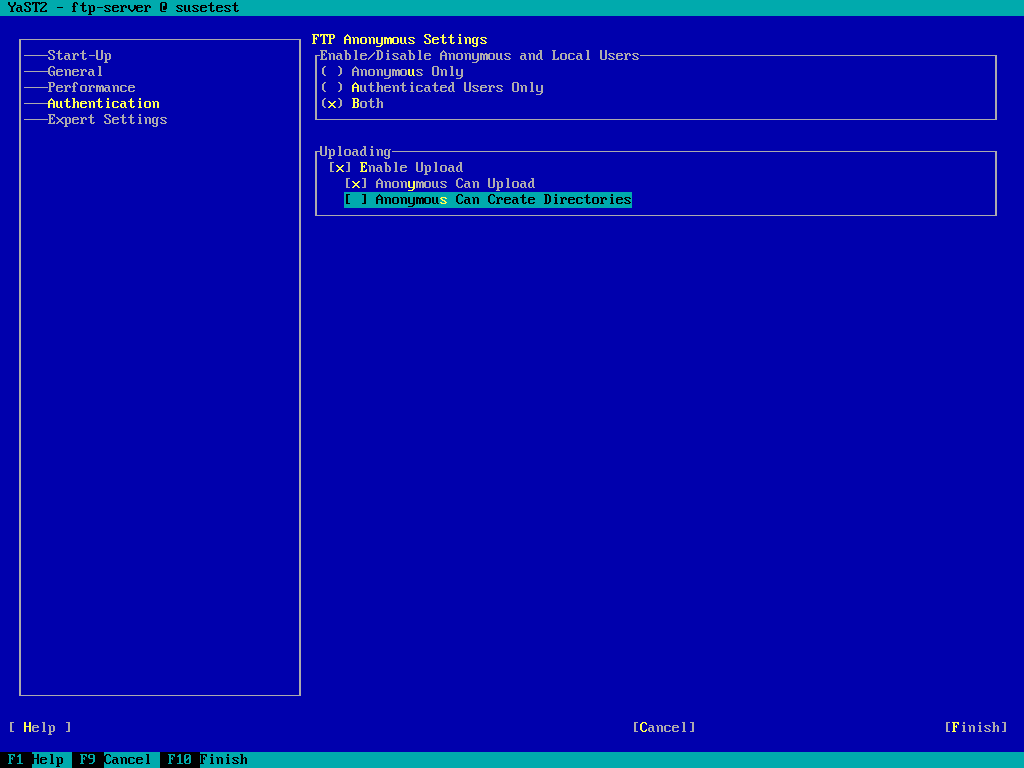 YaST2 - ftp-server @ susetest
FTP Anonymous Settings
Start-Up
General
Performance
Authentication
Expert Settings
Enable/Disable Anonymous and Local Users
( ) Anonymous Only
( ) Authenticated Users Only
(x) Both
Uploading
[x] Enable Upload
[x] Anonymous Can Upload
[ ] Anonymous Can Create Directories
[ Help ] [Cancel] [Finish]
F1 Help F9 Cancel F10 Finish